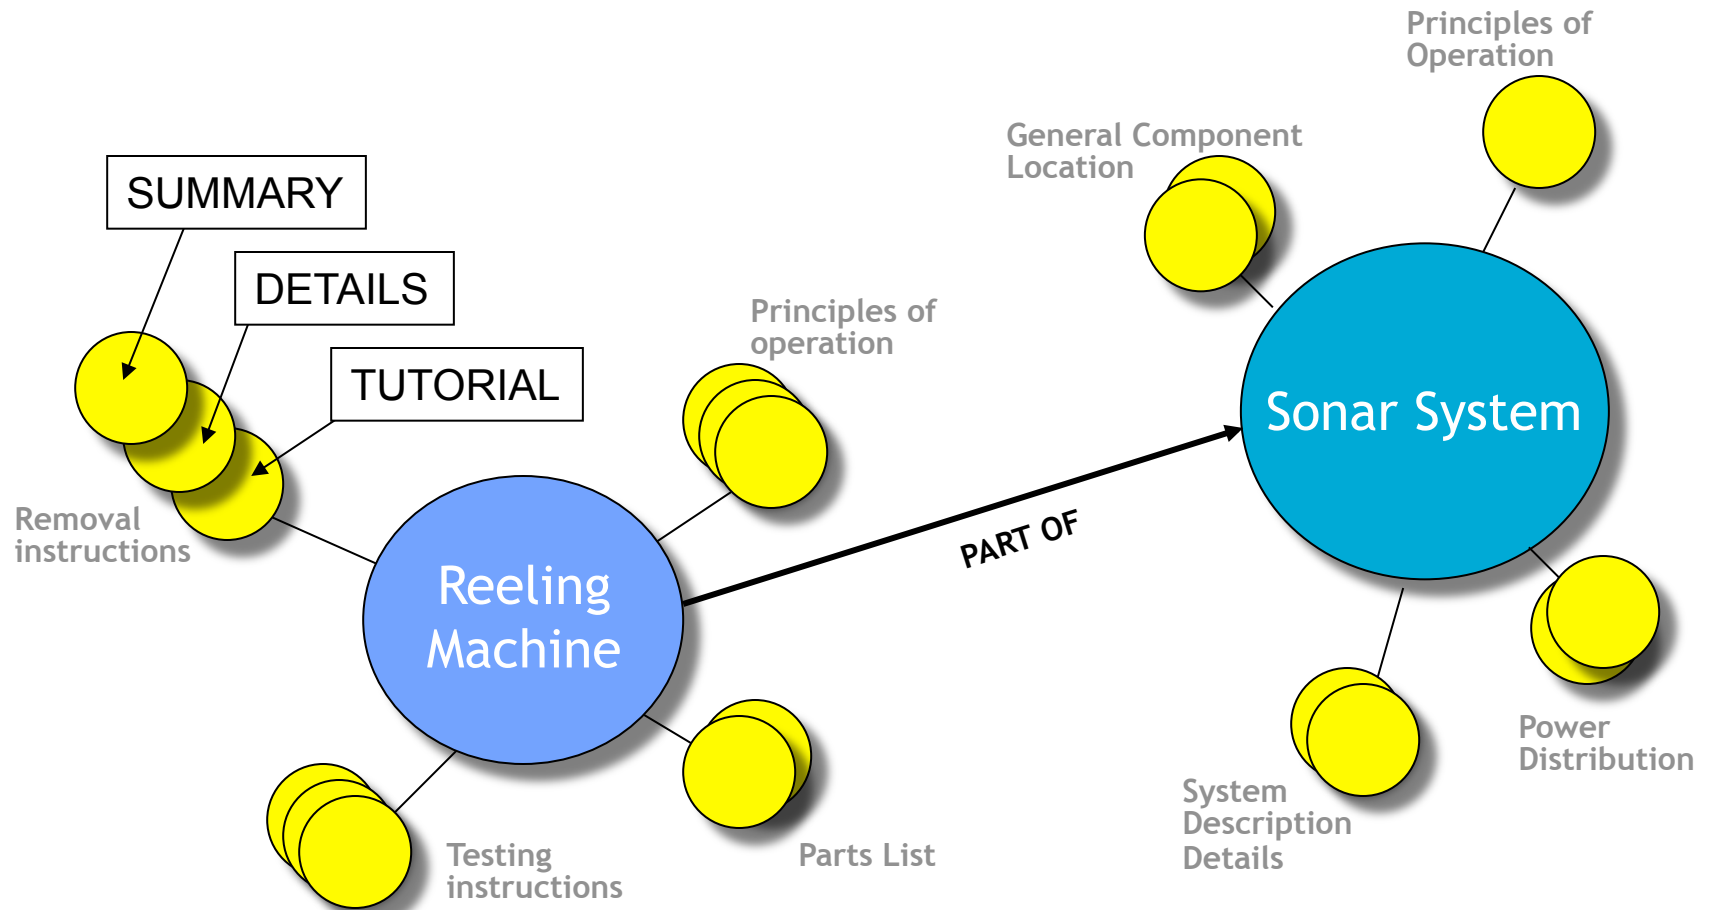 Principles of
Operation
General Component
Location
SUMMARY
DETAILS
TUTORIAL
Principles of
operation
Sonar System
PART OF
Removal
instructions
Reeling
Machine
Power
Distribution
System
Description
Details
Parts List
Testing
instructions